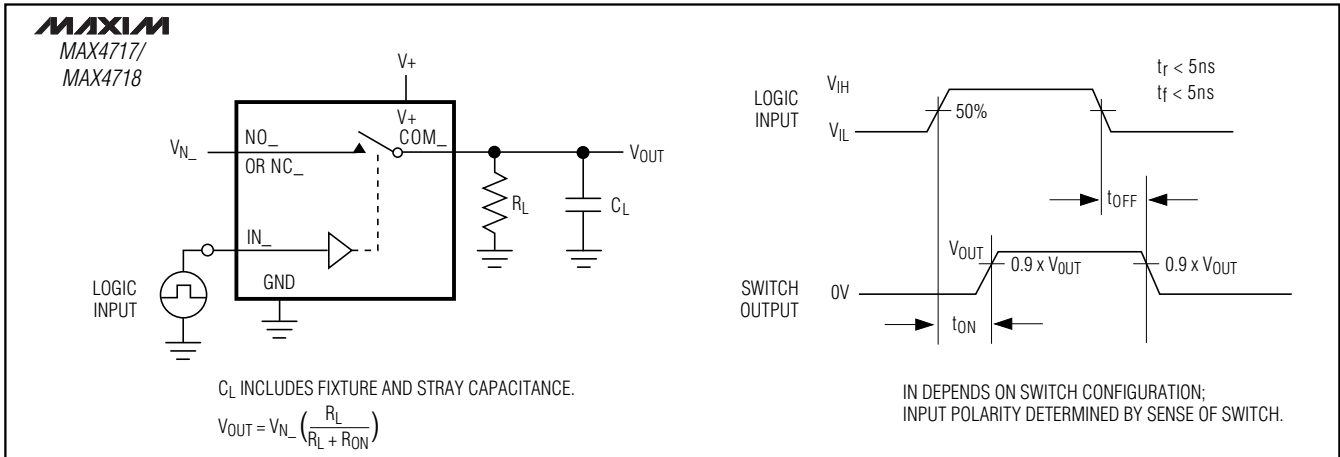 MAXIM
MAX4717/
MAX4718
V+
V+
V_N_
NO_
OR NC_
COM_
V_OUT
R_L
C_L
IN_
LOGIC
INPUT
GND
C_L INCLUDES FIXTURE AND STRAY CAPACITANCE.
V_OUT = V_N_ (R_L / (R_L + R_ON))
LOGIC
INPUT
V_IH
V_IL
50%
t_r < 5ns
t_f < 5ns
t_OFF
V_OUT
0.9 x V_OUT
0.9 x V_OUT
SWITCH
OUTPUT
0V
t_ON
IN DEPENDS ON SWITCH CONFIGURATION;
INPUT POLARITY DETERMINED BY SENSE OF SWITCH.